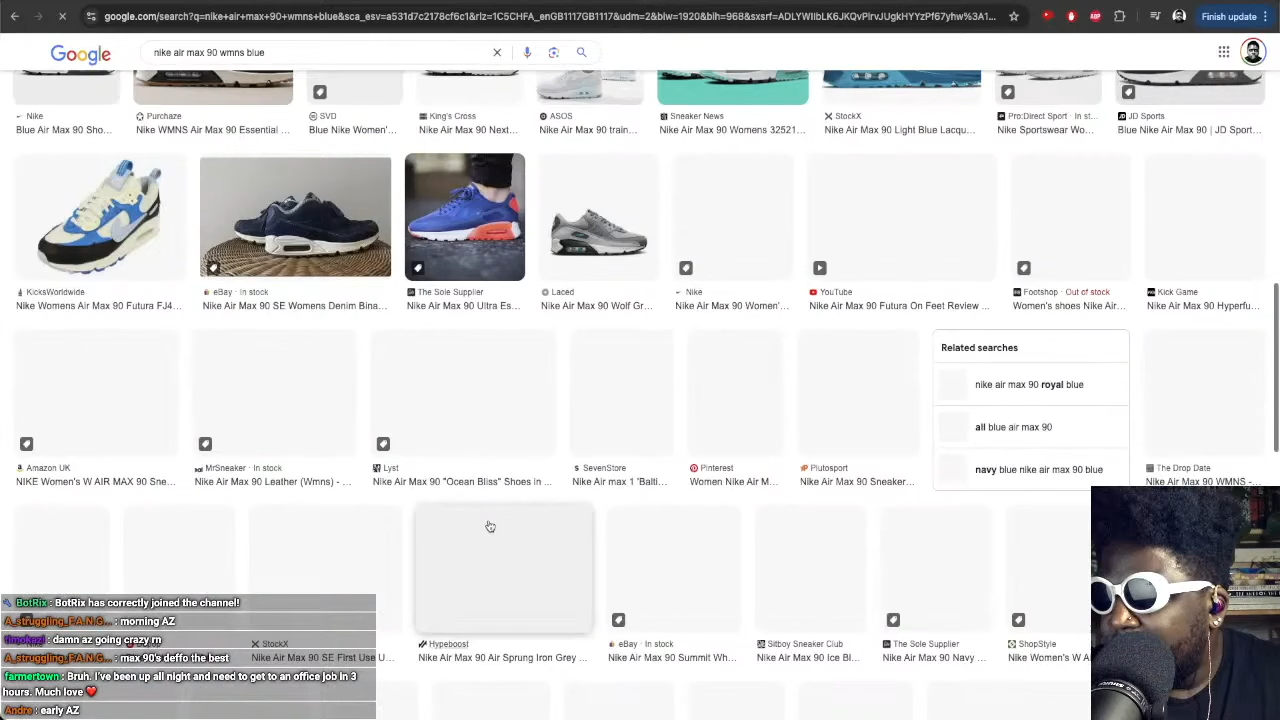 google.com/search?q=nike+air+max+90+wmns+blue&sca_esv=a531d7c2178cf6c1&rlz=1C5CHFA_enGB1117GB1117&udm=2&biw=1920&bih=968&sxsrf=
Finish update
Google
nike air max 90 wmns blue
Nike
Purchaze
SVD
King's Cross
ASOS
Sneaker News
StockX
Pro:Direct Sport · In st...
JD Sports
Blue Air Max 90 Sho...
Nike WMNS Air Max 90 Essential ...
Blue Nike Women'...
Nike Air Max 90 Next...
Nike Air Max 90 train...
Nike Air Max 90 Womens 32521...
Nike Air Max 90 Light Blue Lacqu...
Nike Sportswear Wo...
Blue Nike Air Max 90 | JD Sport...
KicksWorldwide
eBay · In stock
The Sole Supplier
Laced
Nike
YouTube
Footshop · Out of stock
Kick Game
Nike Womens Air Max 90 Futura FJ4...
Nike Air Max 90 SE Womens Denim Bina...
Nike Air Max 90 Ultra Es...
Nike Air Max 90 Wolf Gr...
Nike Air Max 90 Women'...
Nike Air Max 90 Futura On Feet Review ...
Women's shoes Nike Air...
Nike Air Max 90 Hyperfu...
Related searches
nike air max 90 royal blue
all blue air max 90
navy blue nike air max 90 blue
Amazon UK
MrSneaker · In stock
Lyst
SevenStore
Pinterest
Plutosport
The Drop Date
NIKE Women's W AIR MAX 90 Sne...
Nike Air Max 90 Leather (Wmns) - ...
Nike Air Max 90 "Ocean Bliss" Shoes in ...
Nike Air max 1 'Balti...
Women Nike Air M...
Nike Air Max 90 Sneaker...
Nike Air Max 90 WMNS -...
StockX
Hypeboost
eBay · In stock
Sitboy Sneaker Club
The Sole Supplier
ShopStyle
Nike Air Max 90 SE First Use U...
Nike Air Max 90 Air Sprung Iron Grey ...
Nike Air Max 90 Summit Wh...
Nike Air Max 90 Ice Bl...
Nike Air Max 90 Navy ...
Nike Women's W A
BotRix : BotRix has correctly joined the channel!
A_struggling_F.A.N.G... : morning AZ
damn az going crazy rn
A_struggling_F.A.N.G... : max 90's deffo the best
farmertown : Bruh. I've been up all night and need to get to an office job in 3
hours. Much love ❤️
Andre : early AZ